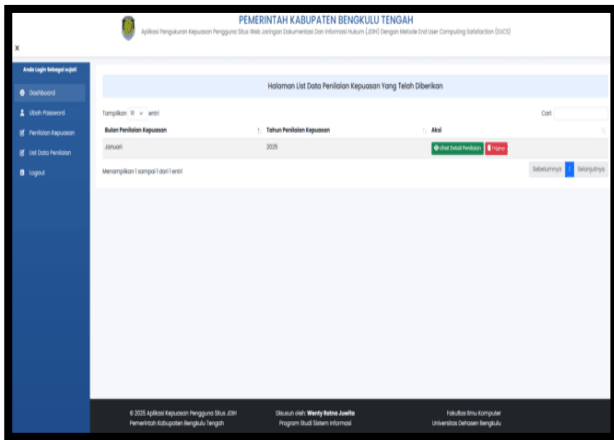 PEMERINTAH KABUPATEN BENGKULU TENGAH
Aplikasi Pengukuran Kepuasan Pengguna Situs Web Jaringan Dokumentasi Dan Informasi Hukum (JDIH) Dengan Metode End User Computing Satisfaction (EUCS)
x
Anda Login Sebagai sujati
Dashboard
Ubah Password
Penilaian Kepuasan
List Data Penilaian
Logout
Halaman List Data Penilaian Kepuasan Yang Telah Diberikan
Tampilkan 10 entri
Cari
Bulan Penilaian Kepuasan Tahun Penilaian Kepuasan Aksi
Januari 2025 Lihat Detail Penilaian Hapus
Menampilkan 1 sampai 1 dari 1 entri
Sebelumnya 1 Selanjutnya
© 2025 Aplikasi Kepuasan Pengguna Situs JDIH Disusun oleh: Wenty Ratna Juwita Fakultas Ilmu Komputer
Pemerintah Kabupaten Bengkulu Tengah Program Studi Sistem Informasi Universitas Dehasen Bengkulu